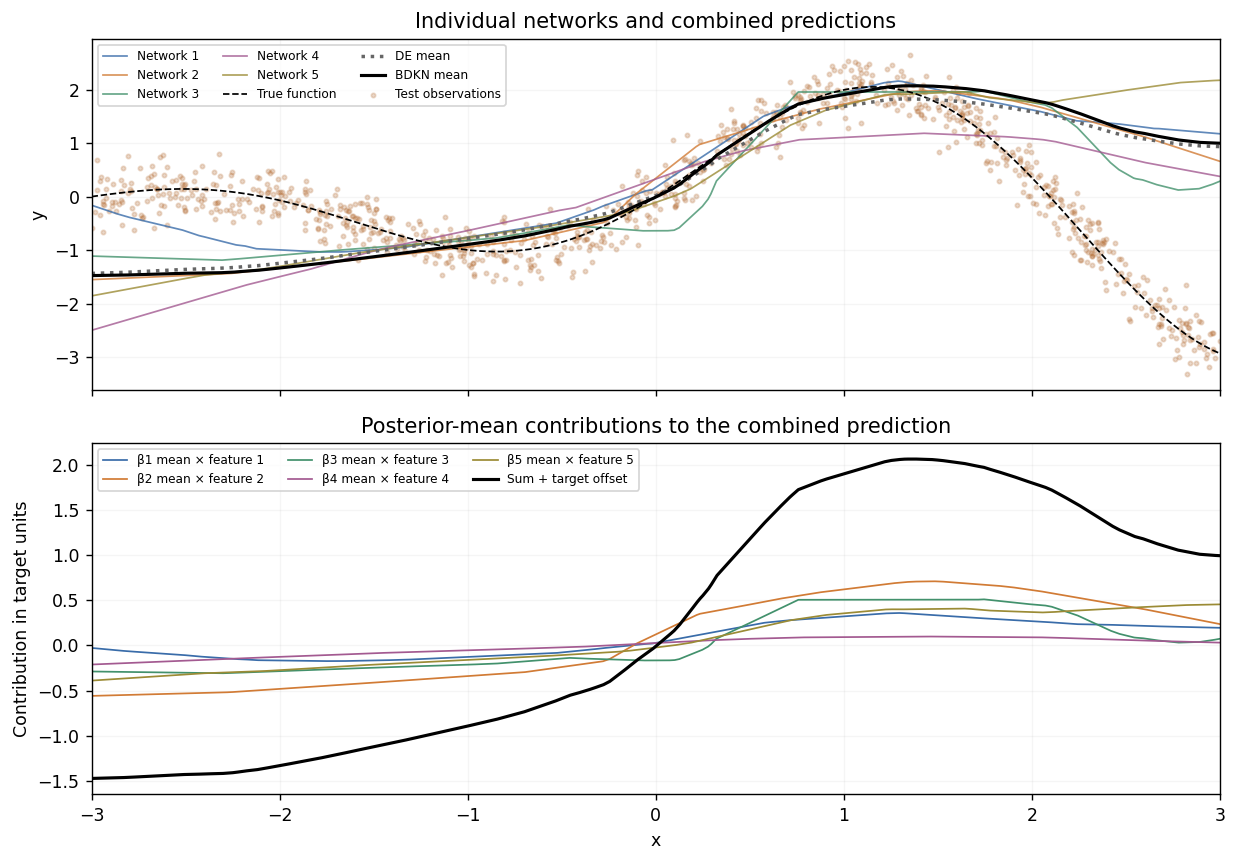 Individual networks and combined predictions
Network 1
Network 2
Network 3
Network 4
Network 5
True function
DE mean
BDKN mean
Test observations
2
1
0
−1
−2
−3
y
Posterior-mean contributions to the combined prediction
β1 mean × feature 1
β2 mean × feature 2
β3 mean × feature 3
β4 mean × feature 4
β5 mean × feature 5
Sum + target offset
2.0
1.5
1.0
0.5
0.0
−0.5
−1.0
−1.5
Contribution in target units
−3 −2 −1 0 1 2 3
x